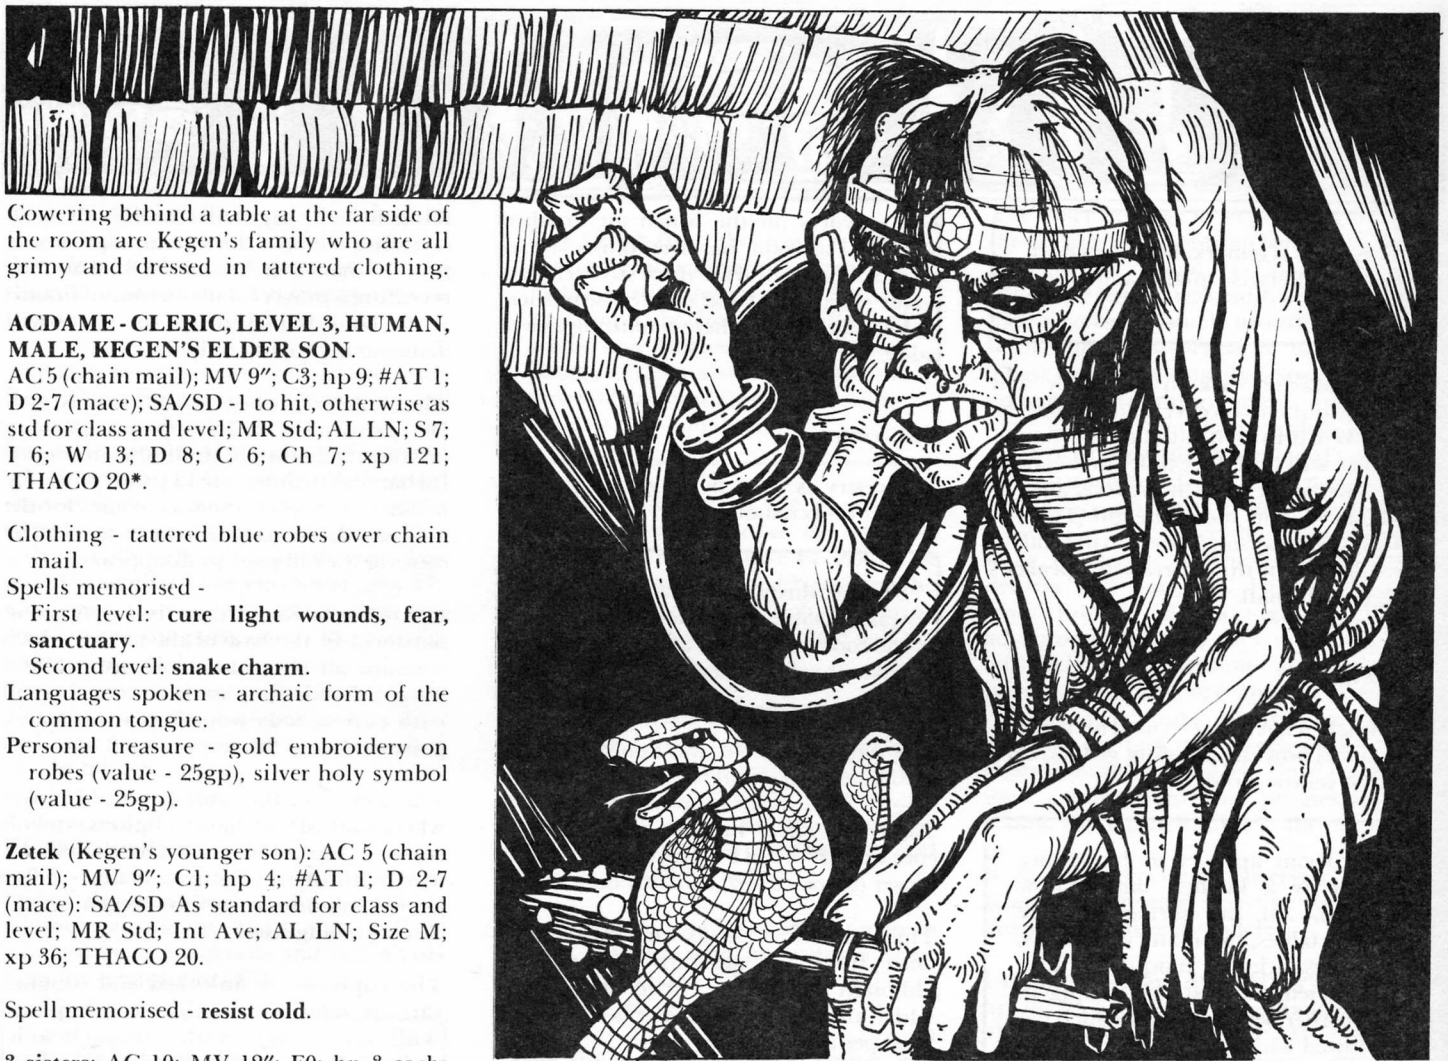 Cowering behind a table at the far side of
the room are Kegen's family who are all
grimy and dressed in tattered clothing.
ACDAME - CLERIC, LEVEL 3, HUMAN,
MALE, KEGEN'S ELDER SON.
AC 5 (chain mail); MV 9″; C3; hp 9; #AT 1;
D 2-7 (mace); SA/SD -1 to hit, otherwise as
std for class and level; MR Std; AL LN; S 7;
I 6; W 13; D 8; C 6; Ch 7; xp 121;
THACO 20*.
Clothing - tattered blue robes over chain
mail.
Spells memorised -
First level: cure light wounds, fear,
sanctuary.
Second level: snake charm.
Languages spoken - archaic form of the
common tongue.
Personal treasure - gold embroidery on
robes (value - 25gp), silver holy symbol
(value - 25gp).
Zetek (Kegen's younger son): AC 5 (chain
mail); MV 9″; C1; hp 4; #AT 1; D 2-7
(mace): SA/SD As standard for class and
level; MR Std; Int Ave; AL LN; Size M;
xp 36; THACO 20.
Spell memorised - resist cold.
sisters: AC 10; MV 12″; F0; hp each;